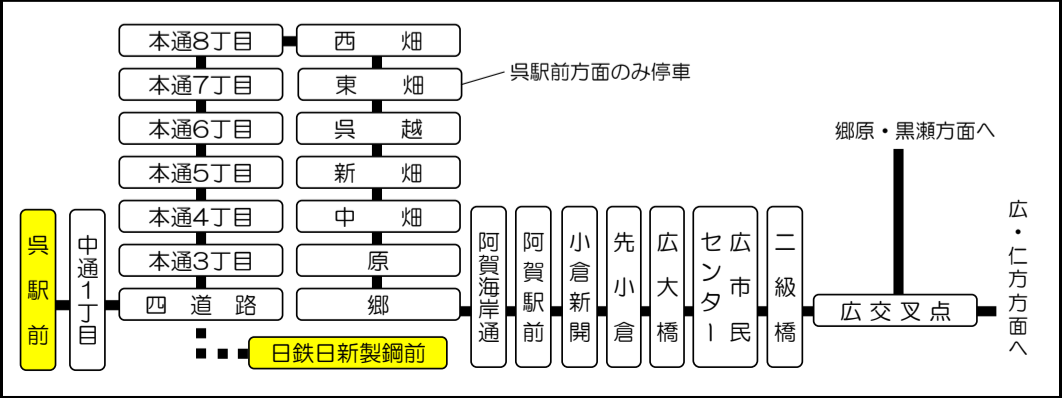 呉駅前
中通1丁目
四道路
本通3丁目
本通4丁目
本通5丁目
本通6丁目
本通7丁目
本通8丁目
西畑
東畑
呉駅前方面のみ停車
呉越
新畑
中畑
原
郷
阿賀海岸通
阿賀駅前
小倉新開
先小倉
広大橋
広市民
センター
二級橋
広交叉点
郷原・黒瀬方面へ
広・仁方方面へ
日鉄日新製鋼前